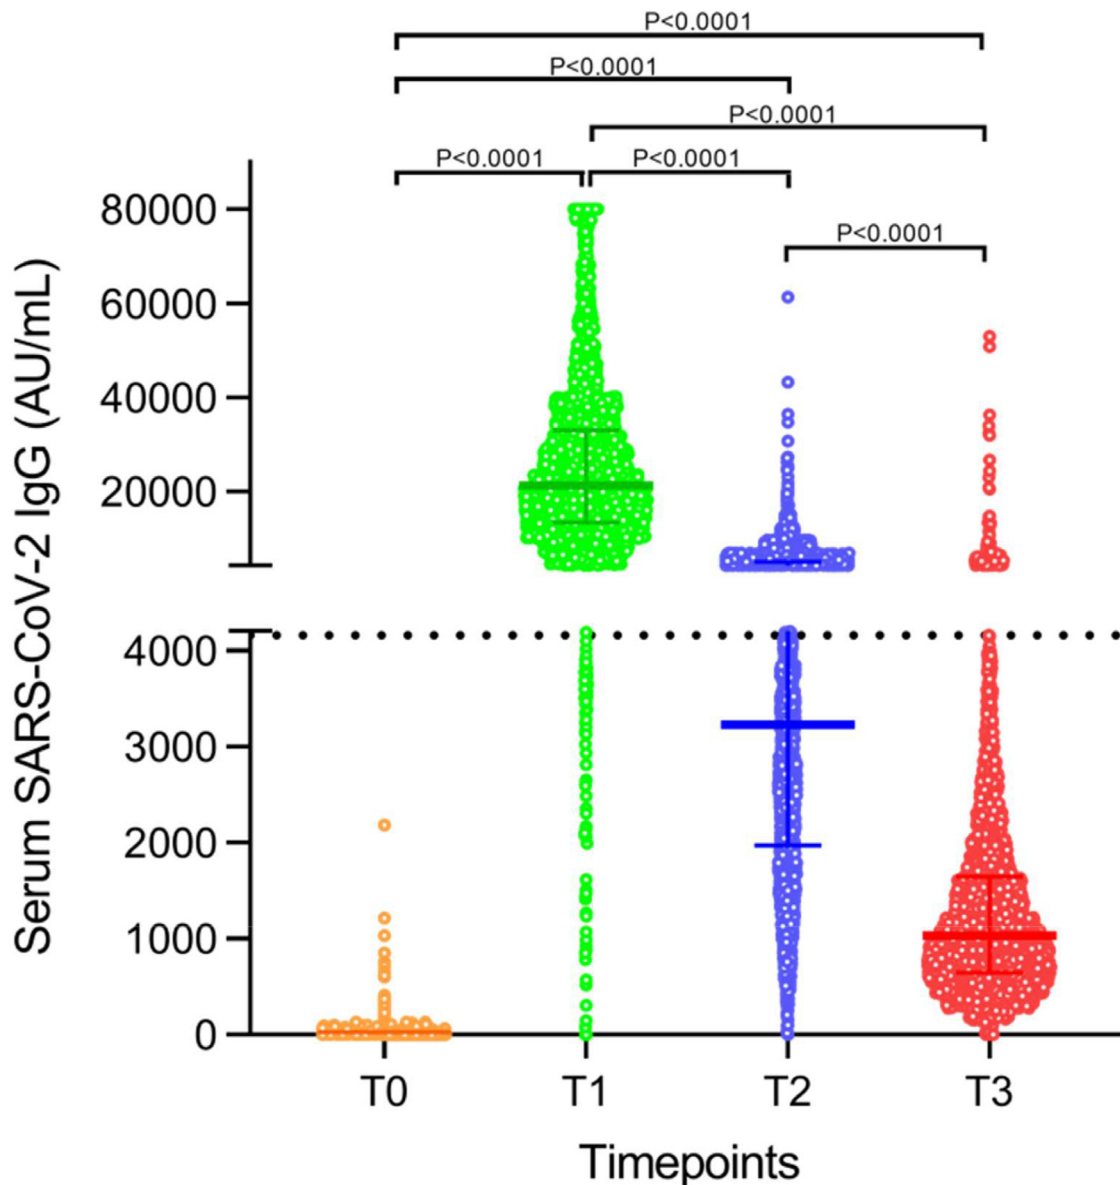 P<0.0001
P<0.0001
P<0.0001
P<0.0001 P<0.0001
P<0.0001
Serum SARS-CoV-2 IgG (AU/mL)
80000
60000
40000
20000
4000
3000
2000
1000
0
T0 T1 T2 T3
Timepoints